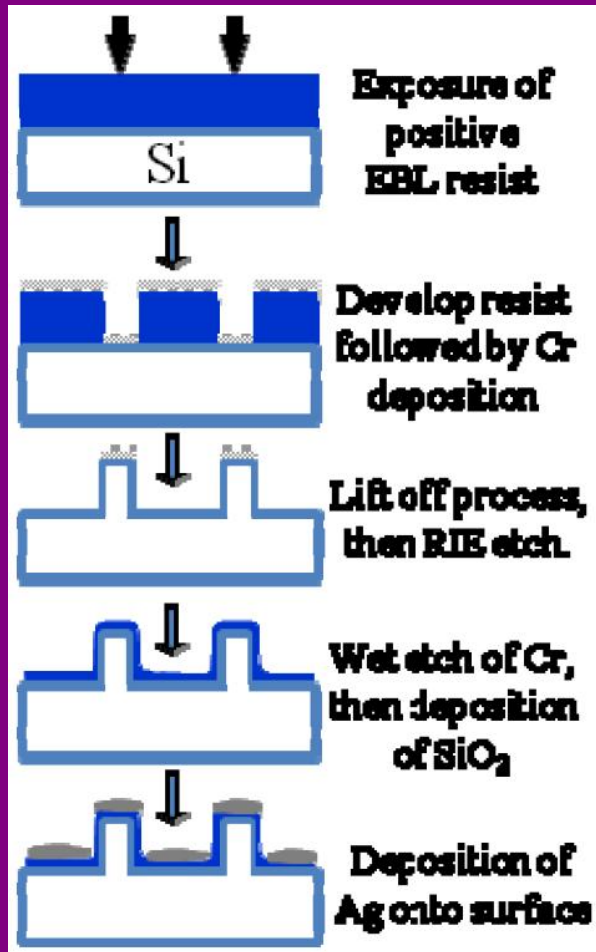 Exposure of
positive
EBL resist
Si
Develop resist
followed by Cr
deposition
Lift off process,
then RIE etch.
Wet etch of Cr,
then deposition
of SiO₂
Deposition of
Ag onto surface